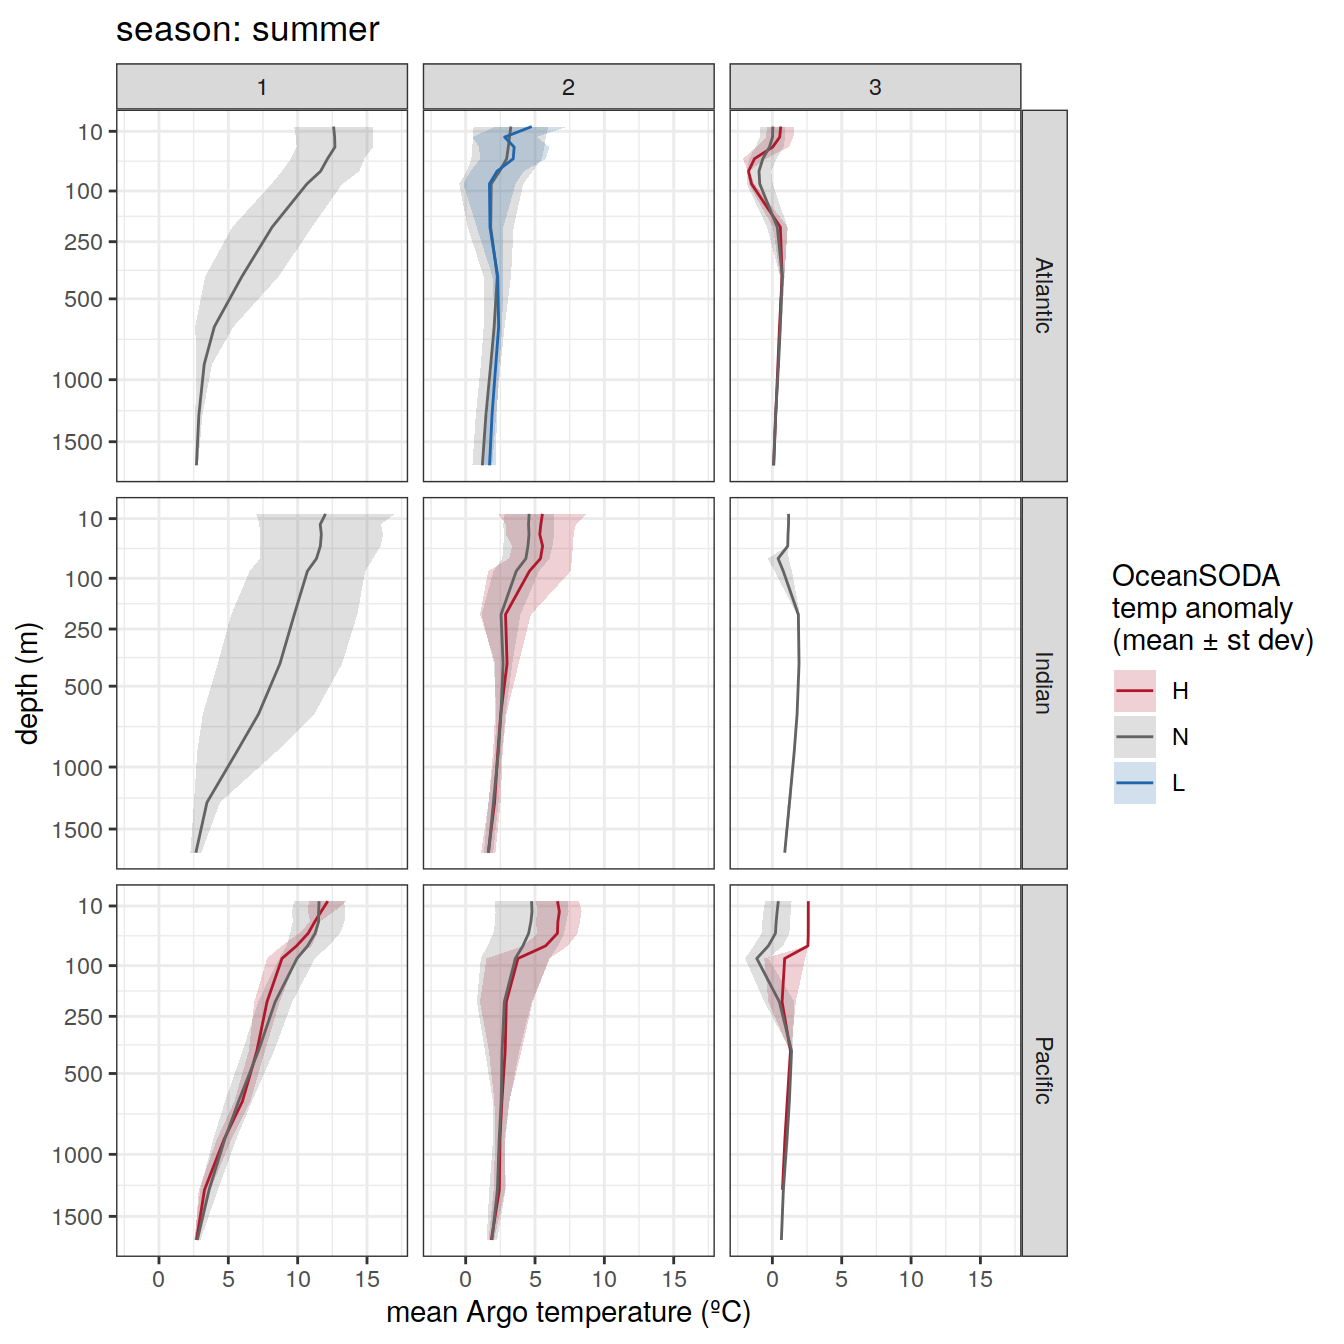 season: summer
1
2
3
10
100
250
500
1000
1500
Atlantic
10
100
250
500
1000
1500
Indian
10
100
250
500
1000
1500
Pacific
0 5 10 15
0 5 10 15
0 5 10 15
mean Argo temperature (ºC)
depth (m)
OceanSODA
temp anomaly
(mean ± st dev)
H
N
L